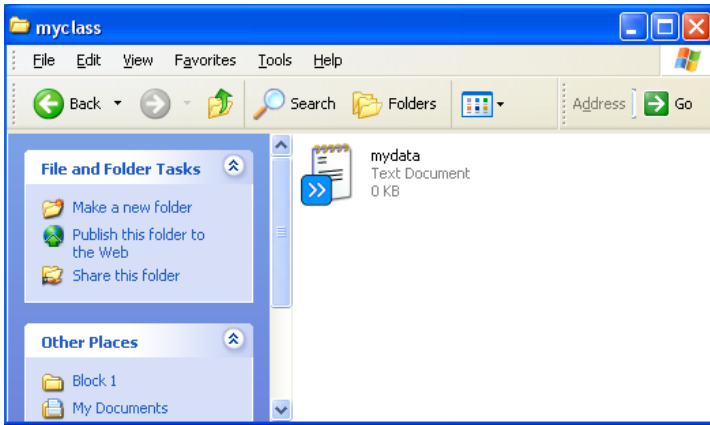 myclass
File Edit View Favorites Tools Help
Back Search Folders Address Go
File and Folder Tasks
Make a new folder
Publish this folder to
the Web
Share this folder
Other Places
Block 1
My Documents
mydata
Text Document
0 KB